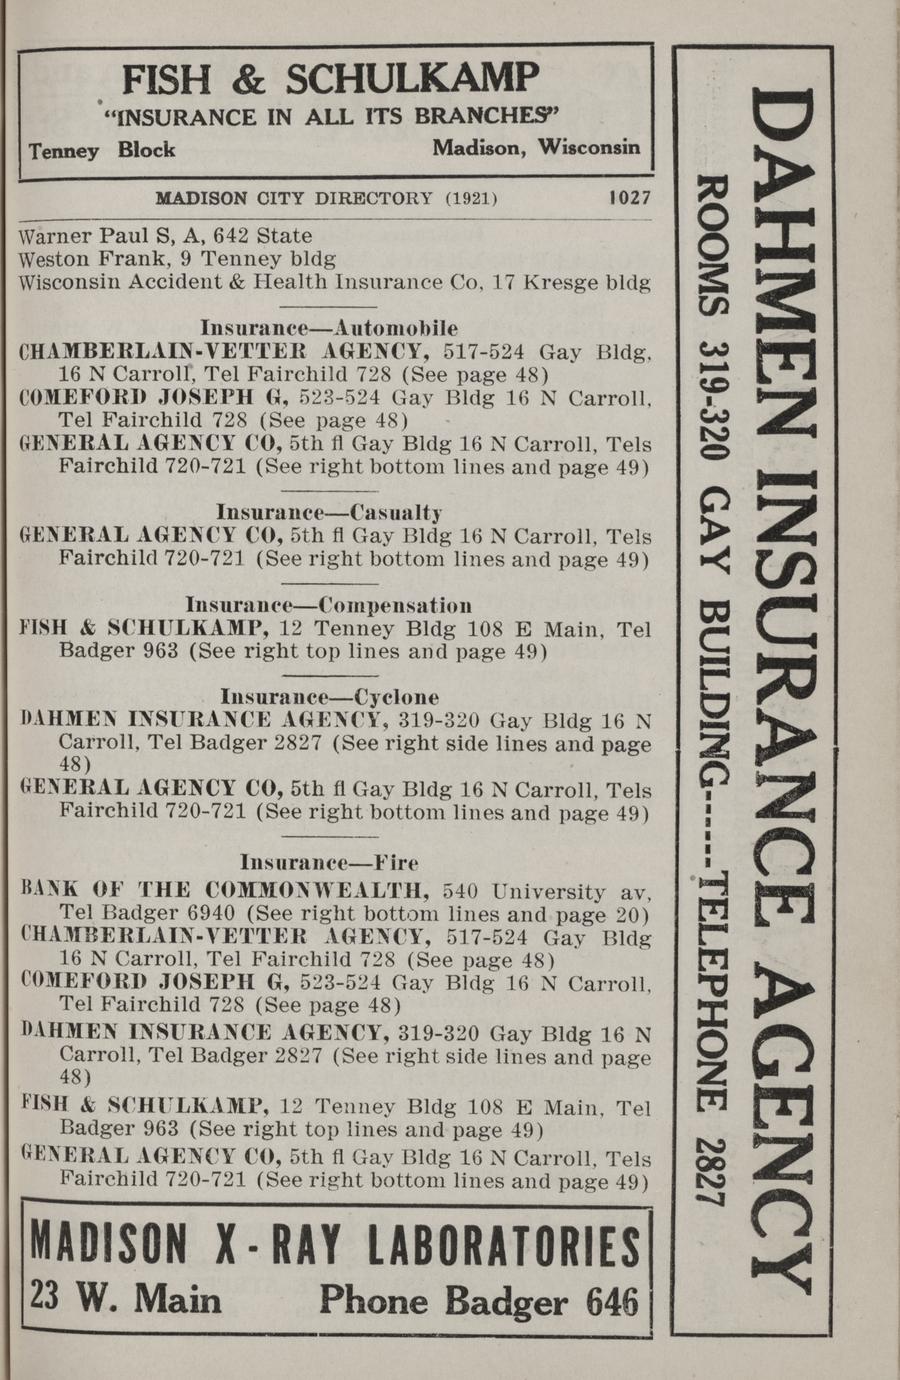 FISH & SCHULKAMP
"INSURANCE IN ALL ITS BRANCHES"
Tenney Block Madison, Wisconsin
MADISON CITY DIRECTORY (1921) 1027
Warner Paul S, A, 642 State
Weston Frank, 9 Tenney bldg
Wisconsin Accident & Health Insurance Co, 17 Kresge bldg
Insurance—Automobile
CHAMBERLAIN-VETTER AGENCY, 517-524 Gay Bldg,
16 N Carroll, Tel Fairchild 728 (See page 48)
COMEFORD JOSEPH G, 523-524 Gay Bldg 16 N Carroll,
Tel Fairchild 728 (See page 48)
GENERAL AGENCY CO, 5th fl Gay Bldg 16 N Carroll, Tels
Fairchild 720-721 (See right bottom lines and page 49)
Insurance—Casualty
GENERAL AGENCY CO, 5th fl Gay Bldg 16 N Carroll, Tels
Fairchild 720-721 (See right bottom lines and page 49)
Insurance—Compensation
FISH & SCHULKAMP, 12 Tenney Bldg 108 E Main, Tel
Badger 963 (See right top lines and page 49)
Insurance—Cyclone
DAHMEN INSURANCE AGENCY, 319-320 Gay Bldg 16 N
Carroll, Tel Badger 2827 (See right side lines and page
48)
GENERAL AGENCY CO, 5th fl Gay Bldg 16 N Carroll, Tels
Fairchild 720-721 (See right bottom lines and page 49)
Insurance—Fire
BANK OF THE COMMONWEALTH, 540 University av,
Tel Badger 6940 (See right bottom lines and page 20)
CHAMBERLAIN-VETTER AGENCY, 517-524 Gay Bldg
16 N Carroll, Tel Fairchild 728 (See page 48)
COMEFORD JOSEPH G, 523-524 Gay Bldg 16 N Carroll,
Tel Fairchild 728 (See page 48)
DAHMEN INSURANCE AGENCY, 319-320 Gay Bldg 16 N
Carroll, Tel Badger 2827 (See right side lines and page
48)
FISH & SCHULKAMP, 12 Tenney Bldg 108 E Main, Tel
Badger 963 (See right top lines and page 49)
GENERAL AGENCY CO, 5th fl Gay Bldg 16 N Carroll, Tels
Fairchild 720-721 (See right bottom lines and page 49)
MADISON X-RAY LABORATORIES
23 W. Main Phone Badger 646
DAHMEN INSURANCE AGENCY
ROOMS 319-320 GAY BUILDING-----TELEPHONE 2827